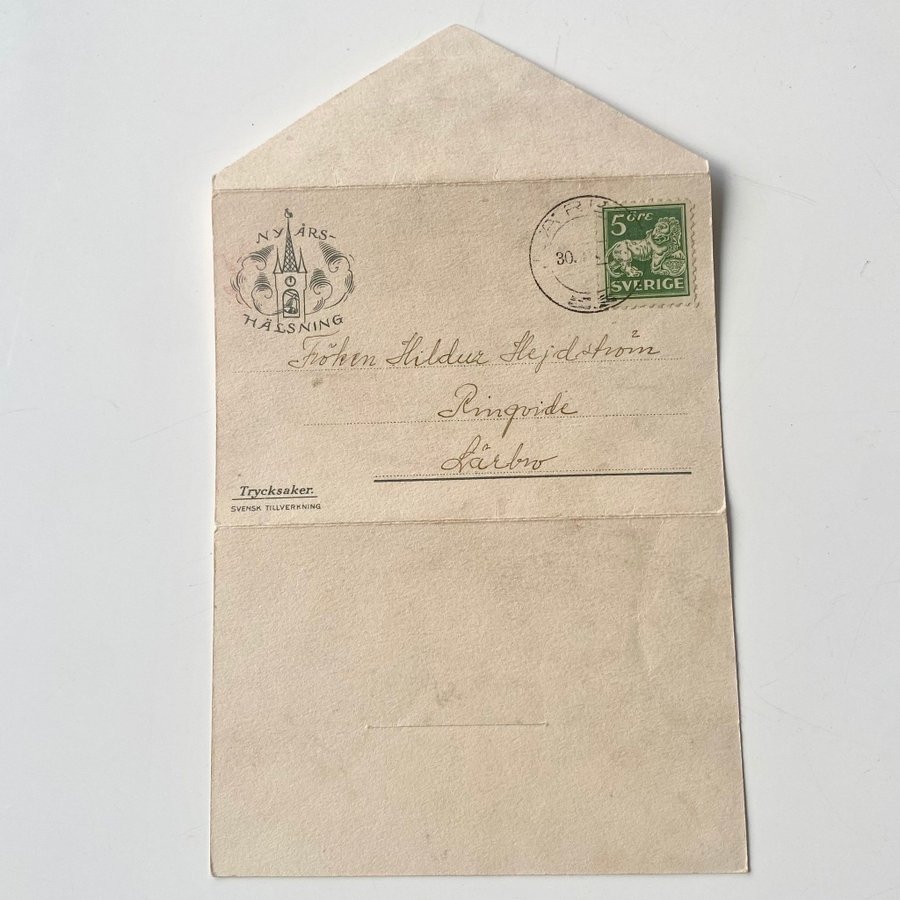 NYÅRS-
HÄLSNING
5 ÖRE
SVERIGE
30.
Fröken Hildur Hejdström
Ringvide
Lärbro
Trycksaker.
SVENSK TILLVERKNING